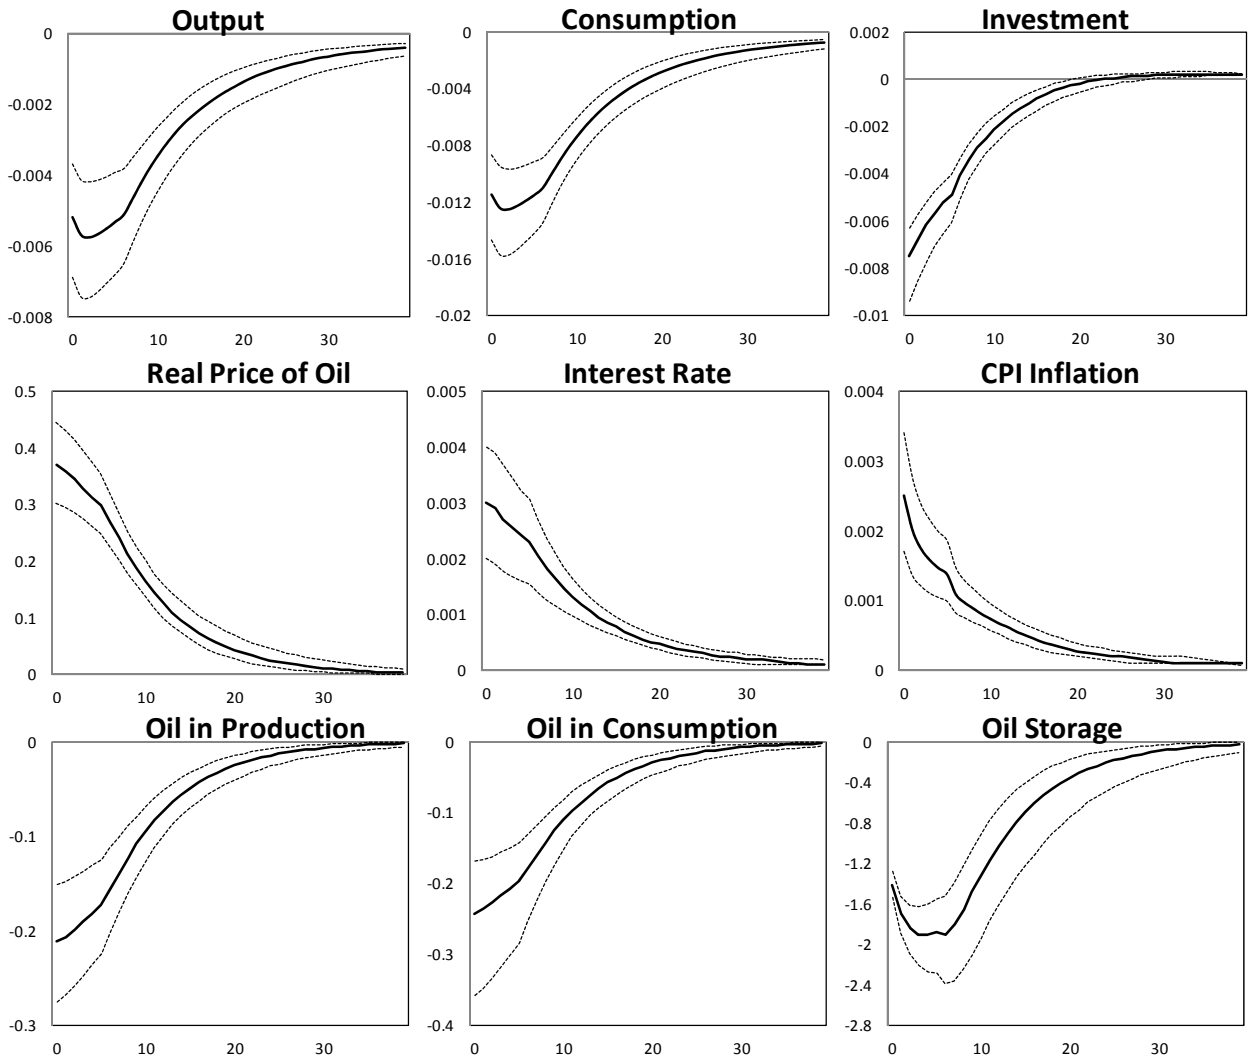 Output
0
-0.002
-0.004
-0.006
-0.008
0 10 20 30
Consumption
0
-0.004
-0.008
-0.012
-0.016
-0.02
0 10 20 30
Investment
0.002
0
-0.002
-0.004
-0.006
-0.008
-0.01
0 10 20 30
Real Price of Oil
0.5
0.4
0.3
0.2
0.1
0
0 10 20 30
Interest Rate
0.005
0.004
0.003
0.002
0.001
0
0 10 20 30
CPI Inflation
0.004
0.003
0.002
0.001
0
0 10 20 30
Oil in Production
0
-0.1
-0.2
-0.3
0 10 20 30
Oil in Consumption
0
-0.1
-0.2
-0.3
-0.4
0 10 20 30
Oil Storage
0
-0.4
-0.8
-1.2
-1.6
-2
-2.4
-2.8
0 10 20 30